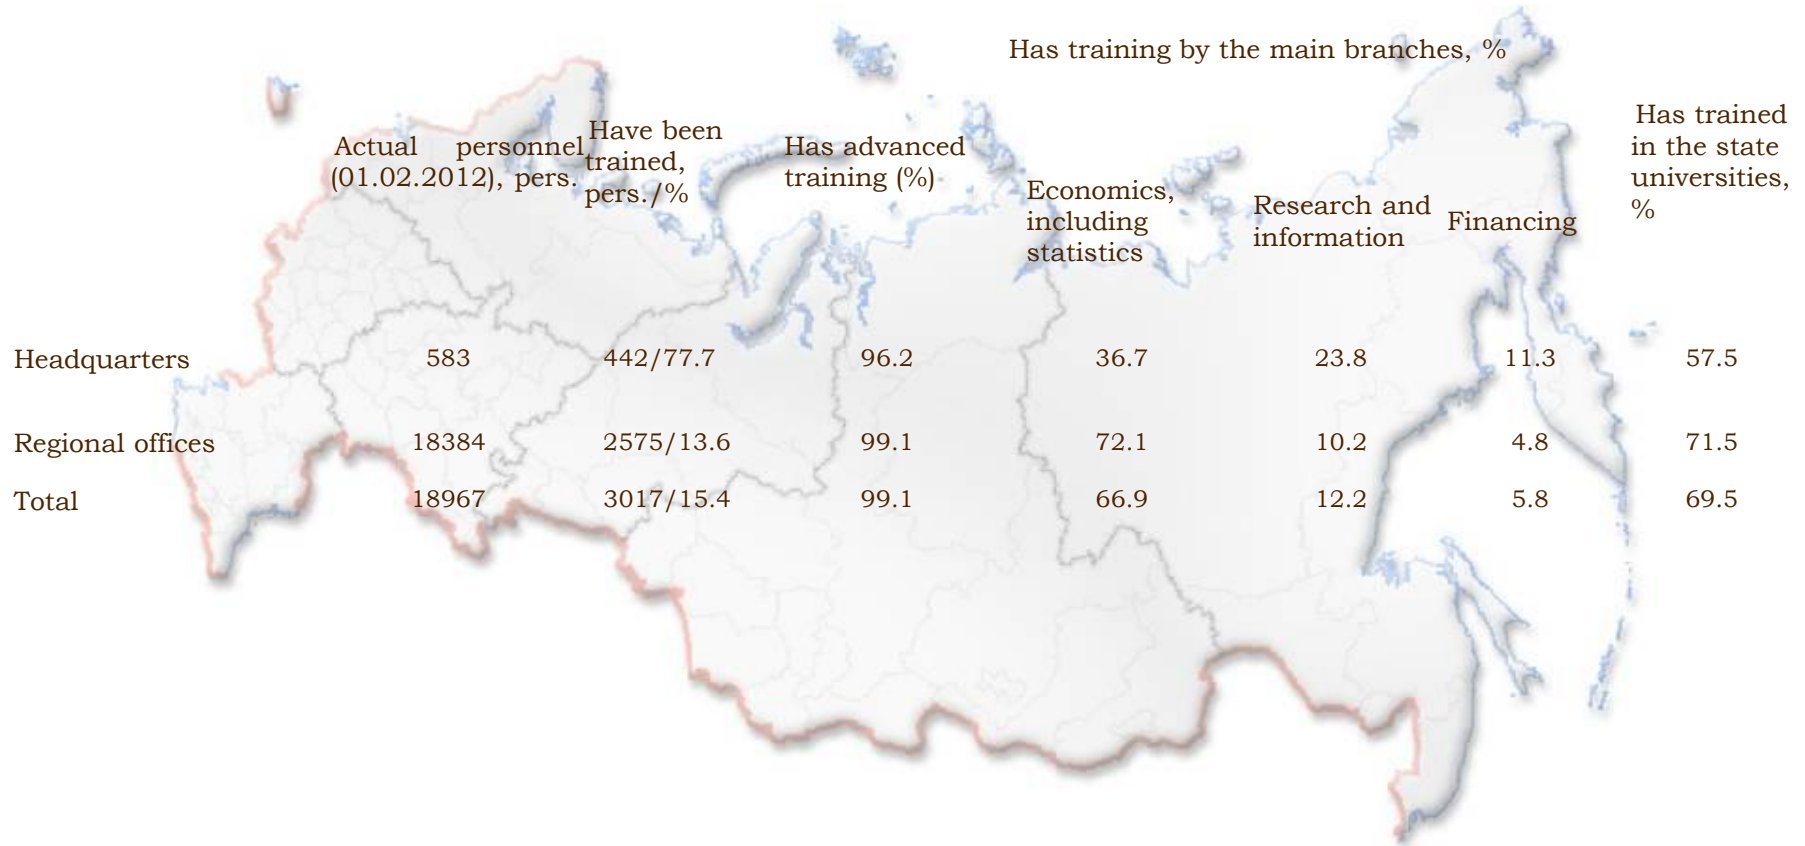 Has training by the main branches, %
Actual personnel
(01.02.2012), pers.
Have been
trained,
pers./%
Has advanced
training (%)
Economics,
including
statistics
Research and
information
Financing
Has trained
in the state
universities,
%
Headquarters 583 442/77.7 96.2 36.7 23.8 11.3 57.5
Regional offices 18384 2575/13.6 99.1 72.1 10.2 4.8 71.5
Total 18967 3017/15.4 99.1 66.9 12.2 5.8 69.5